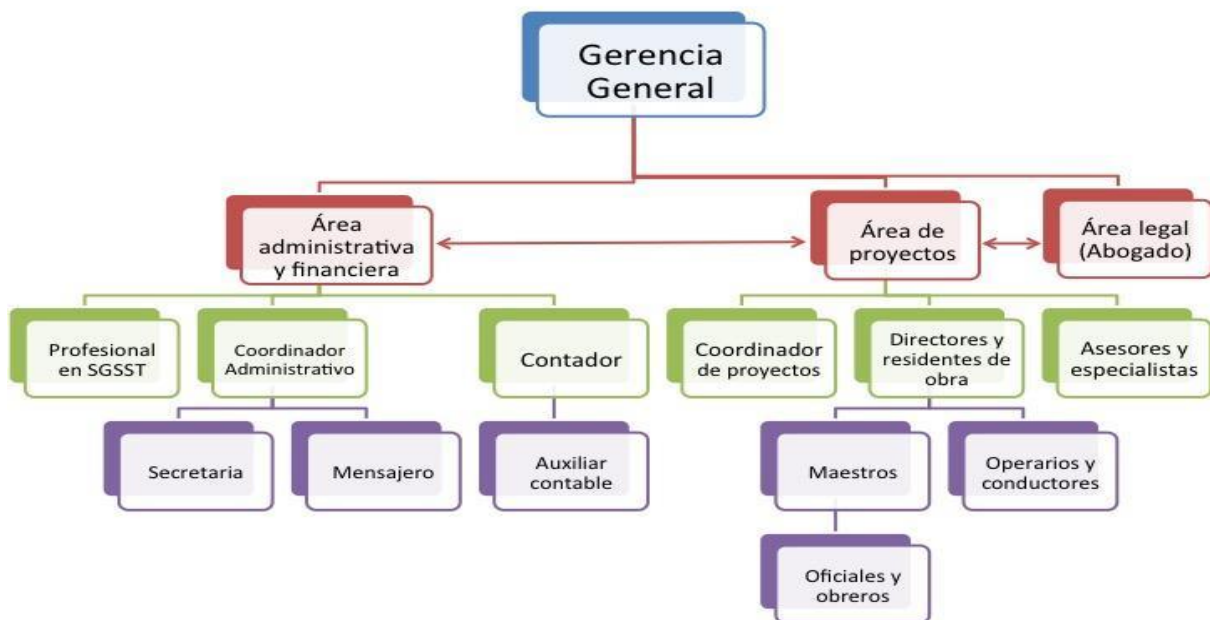 Gerencia
General
Área
administrativa
y financiera
Área de
proyectos
Área legal
(Abogado)
Profesional
en SGSST
Coordinador
Administrativo
Contador
Coordinador
de proyectos
Directores y
residentes de
obra
Asesores y
especialistas
Secretaria
Mensajero
Auxiliar
contable
Maestros
Operarios y
conductores
Oficiales y
obreros